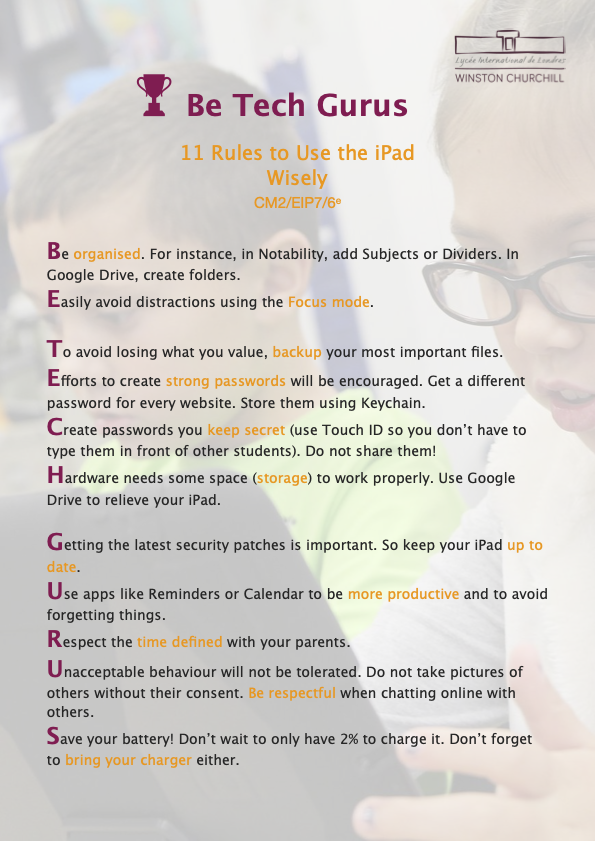 Lycée International de Londres
WINSTON CHURCHILL
Be Tech Gurus
11 Rules to Use the iPad
Wisely
CM2/EIP7/6ᵉ
Be organised. For instance, in Notability, add Subjects or Dividers. In
Google Drive, create folders.
Easily avoid distractions using the Focus mode.
To avoid losing what you value, backup your most important files.
Efforts to create strong passwords will be encouraged. Get a different
password for every website. Store them using Keychain.
Create passwords you keep secret (use Touch ID so you don’t have to
type them in front of other students). Do not share them!
Hardware needs some space (storage) to work properly. Use Google
Drive to relieve your iPad.
Getting the latest security patches is important. So keep your iPad up to
date.
Use apps like Reminders or Calendar to be more productive and to avoid
forgetting things.
Respect the time defined with your parents.
Unacceptable behaviour will not be tolerated. Do not take pictures of
others without their consent. Be respectful when chatting online with
others.
Save your battery! Don’t wait to only have 2% to charge it. Don’t forget
to bring your charger either.